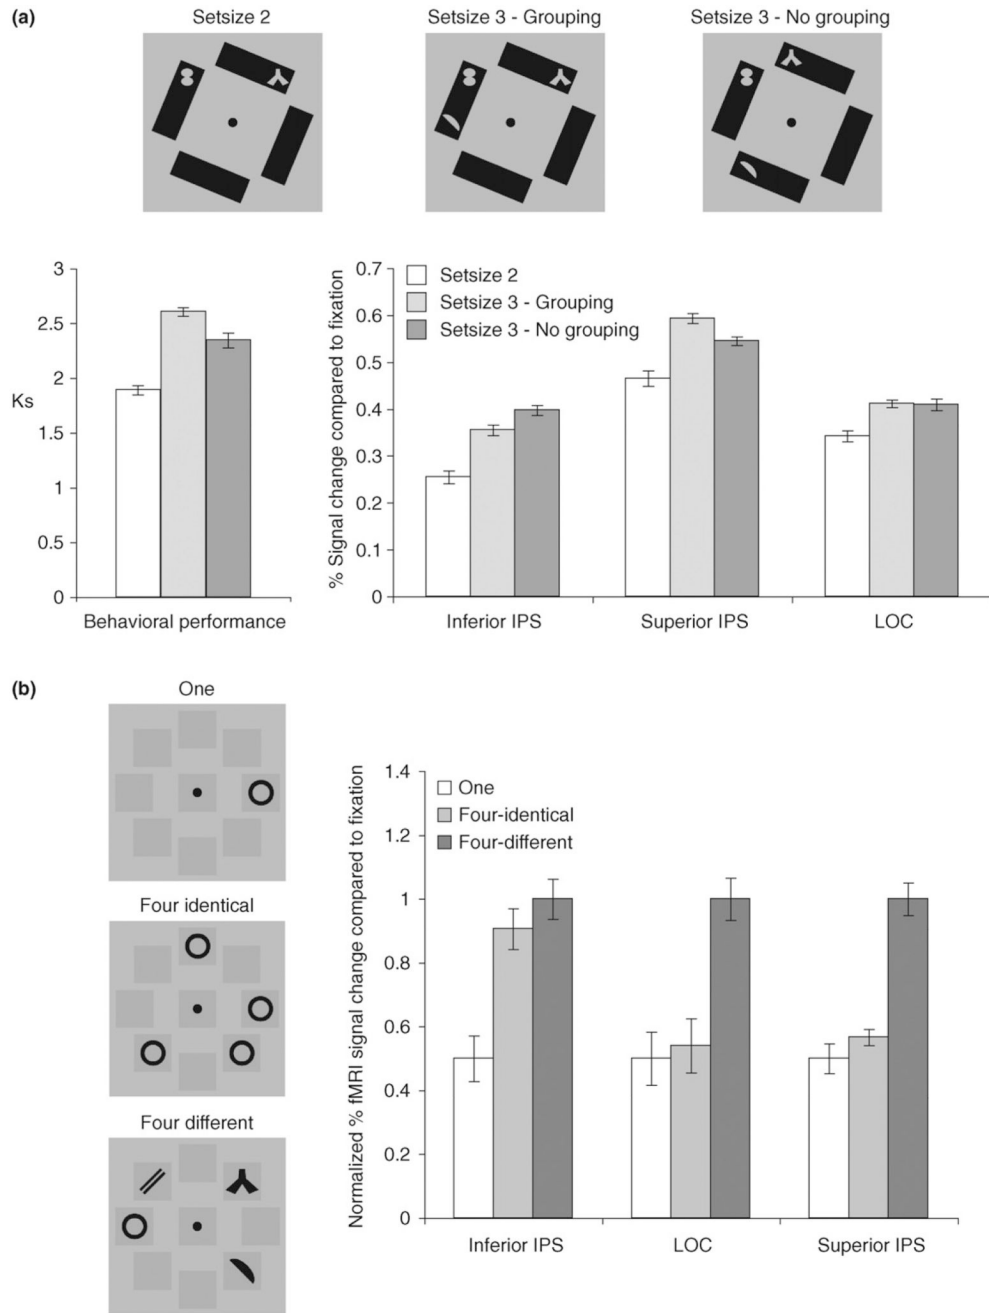 (a)
Setsize 2
Setsize 3 - Grouping
Setsize 3 - No grouping
3
2.5
2
1.5
1
0.5
0
Ks
Behavioral performance
0.7
0.6
0.5
0.4
0.3
0.2
0.1
0
% Signal change compared to fixation
Setsize 2
Setsize 3 - Grouping
Setsize 3 - No grouping
Inferior IPS
Superior IPS
LOC
(b)
One
Four identical
Four different
1.4
1.2
1
0.8
0.6
0.4
0.2
0
Normalized % fMRI signal change compared to fixation
One
Four-identical
Four-different
Inferior IPS
LOC
Superior IPS